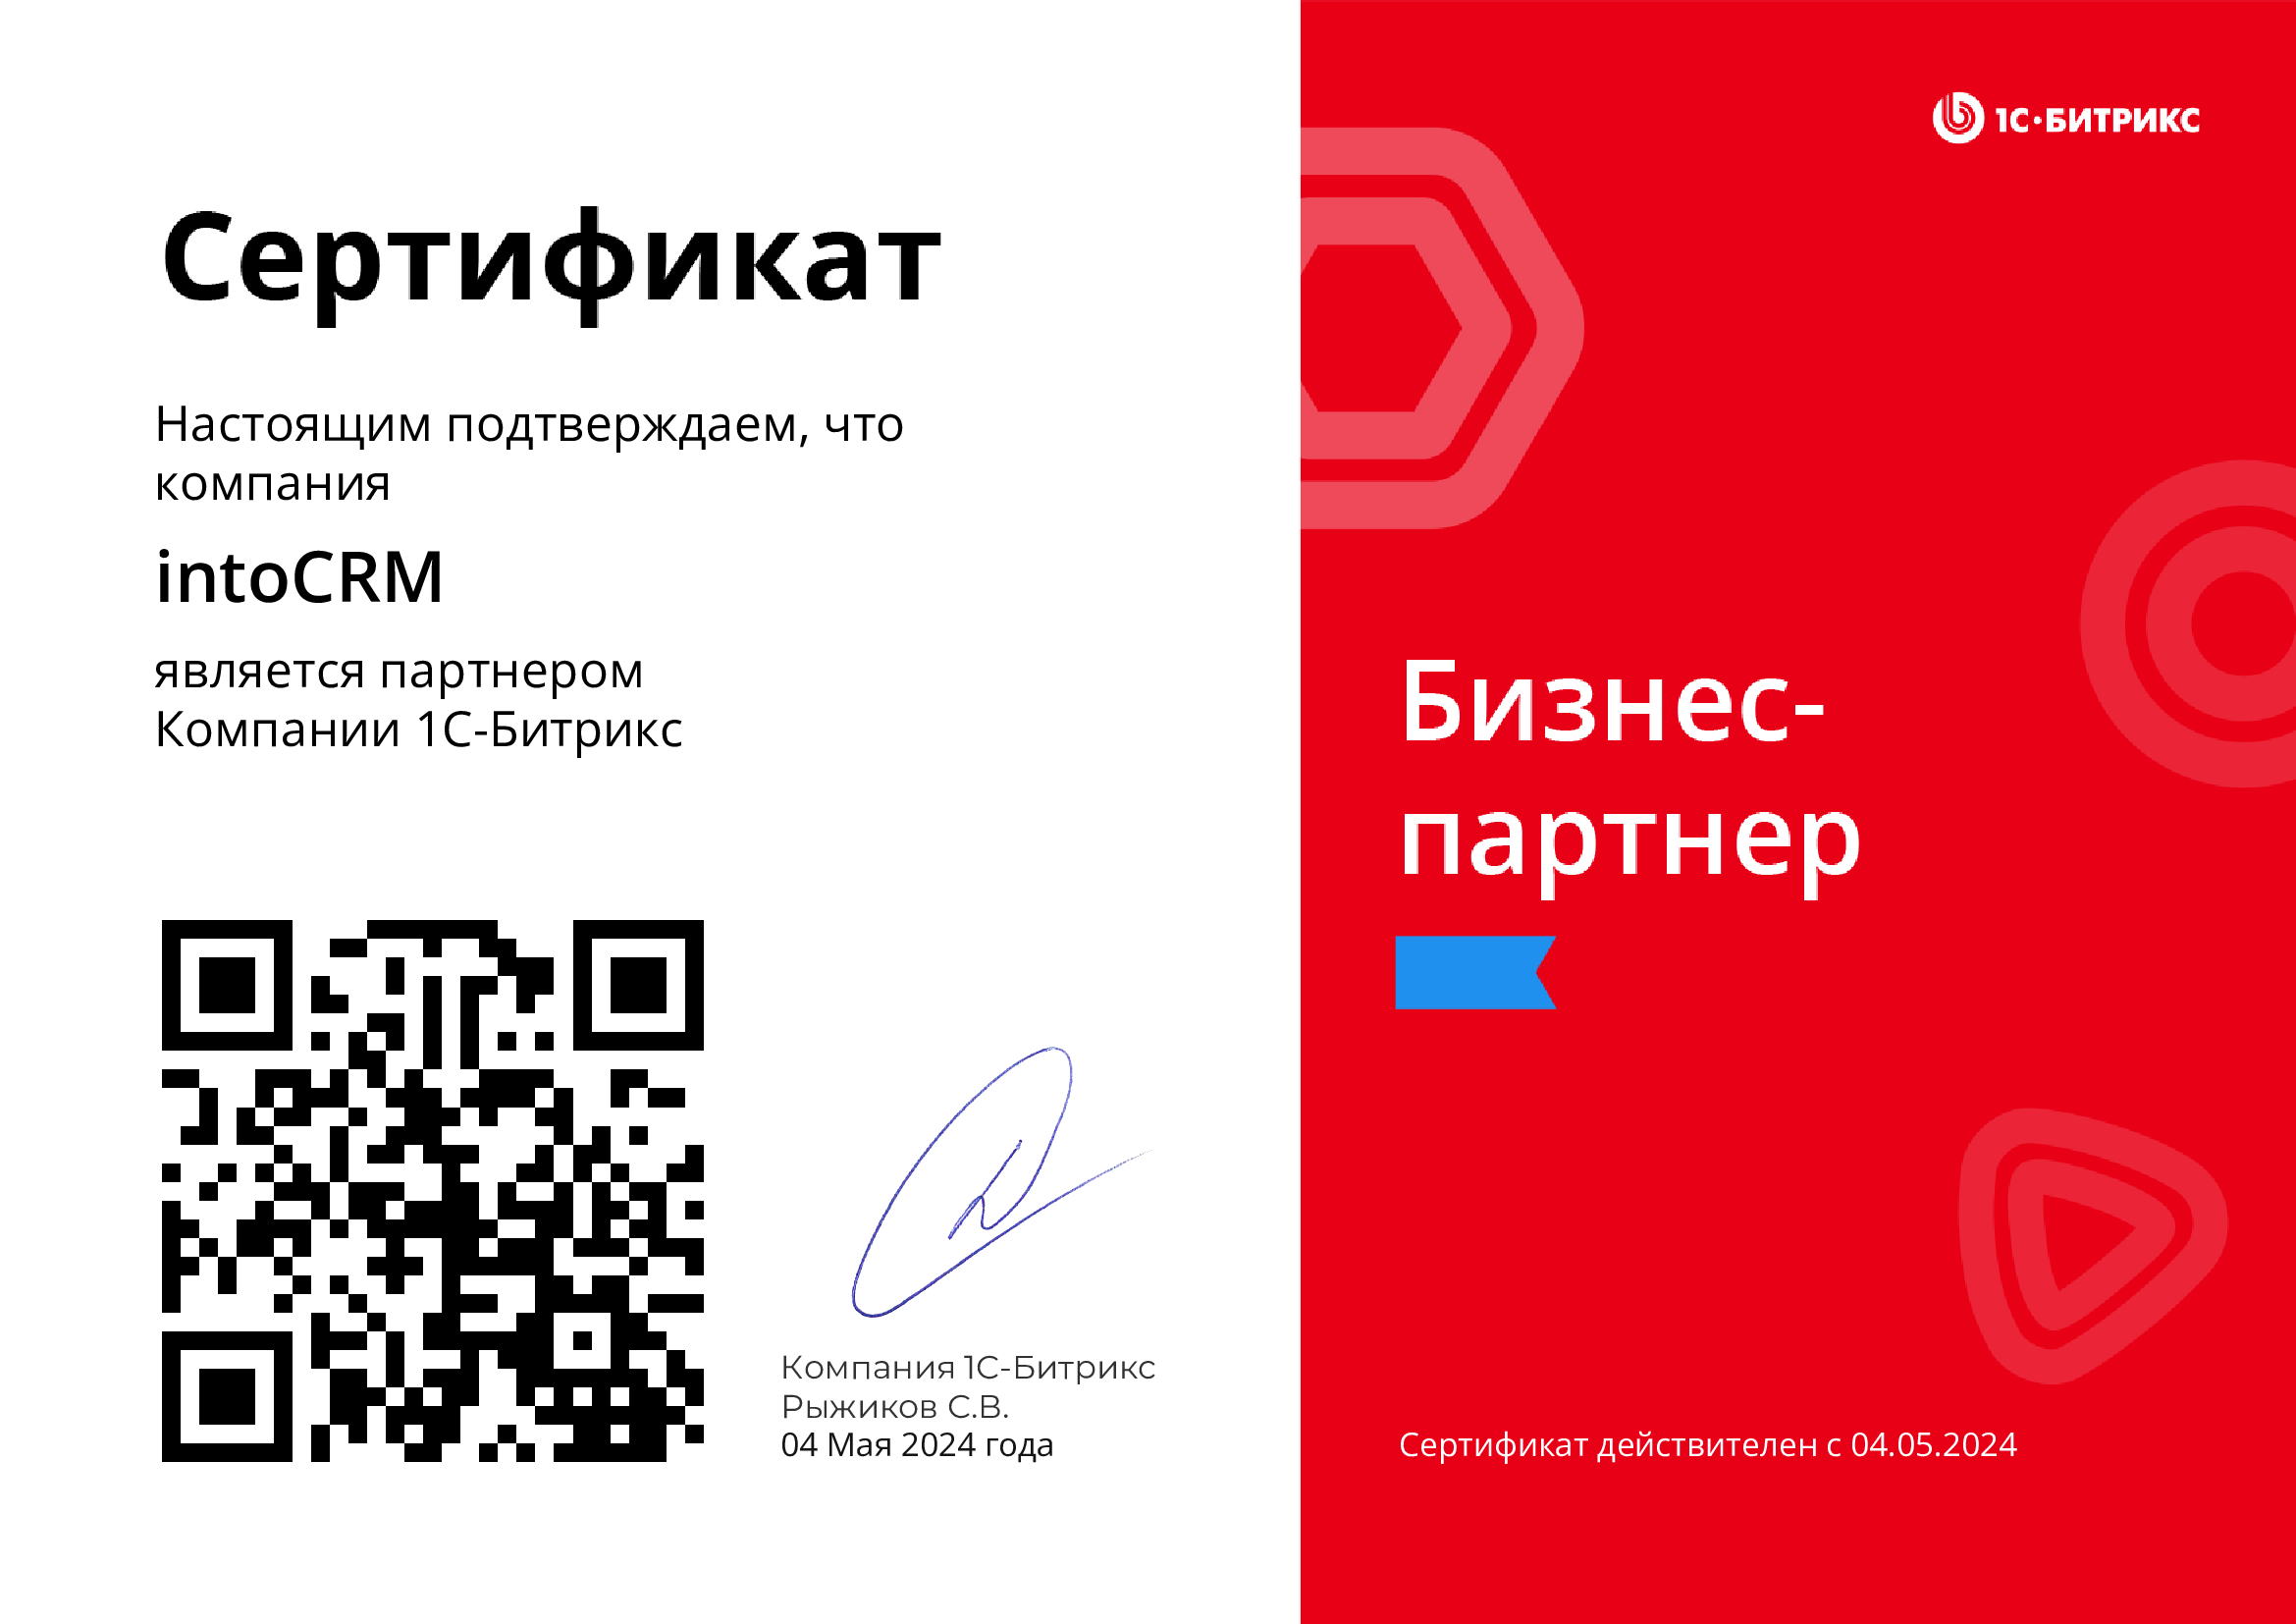 Сертификат
Настоящим подтверждаем, что
компания
intoCRM
является партнером
Компании 1С-Битрикс
Компания 1С-Битрикс
Рыжиков С.В.
04 Мая 2024 года
1С·БИТРИКС
Бизнес-
партнер
Сертификат действителен с 04.05.2024